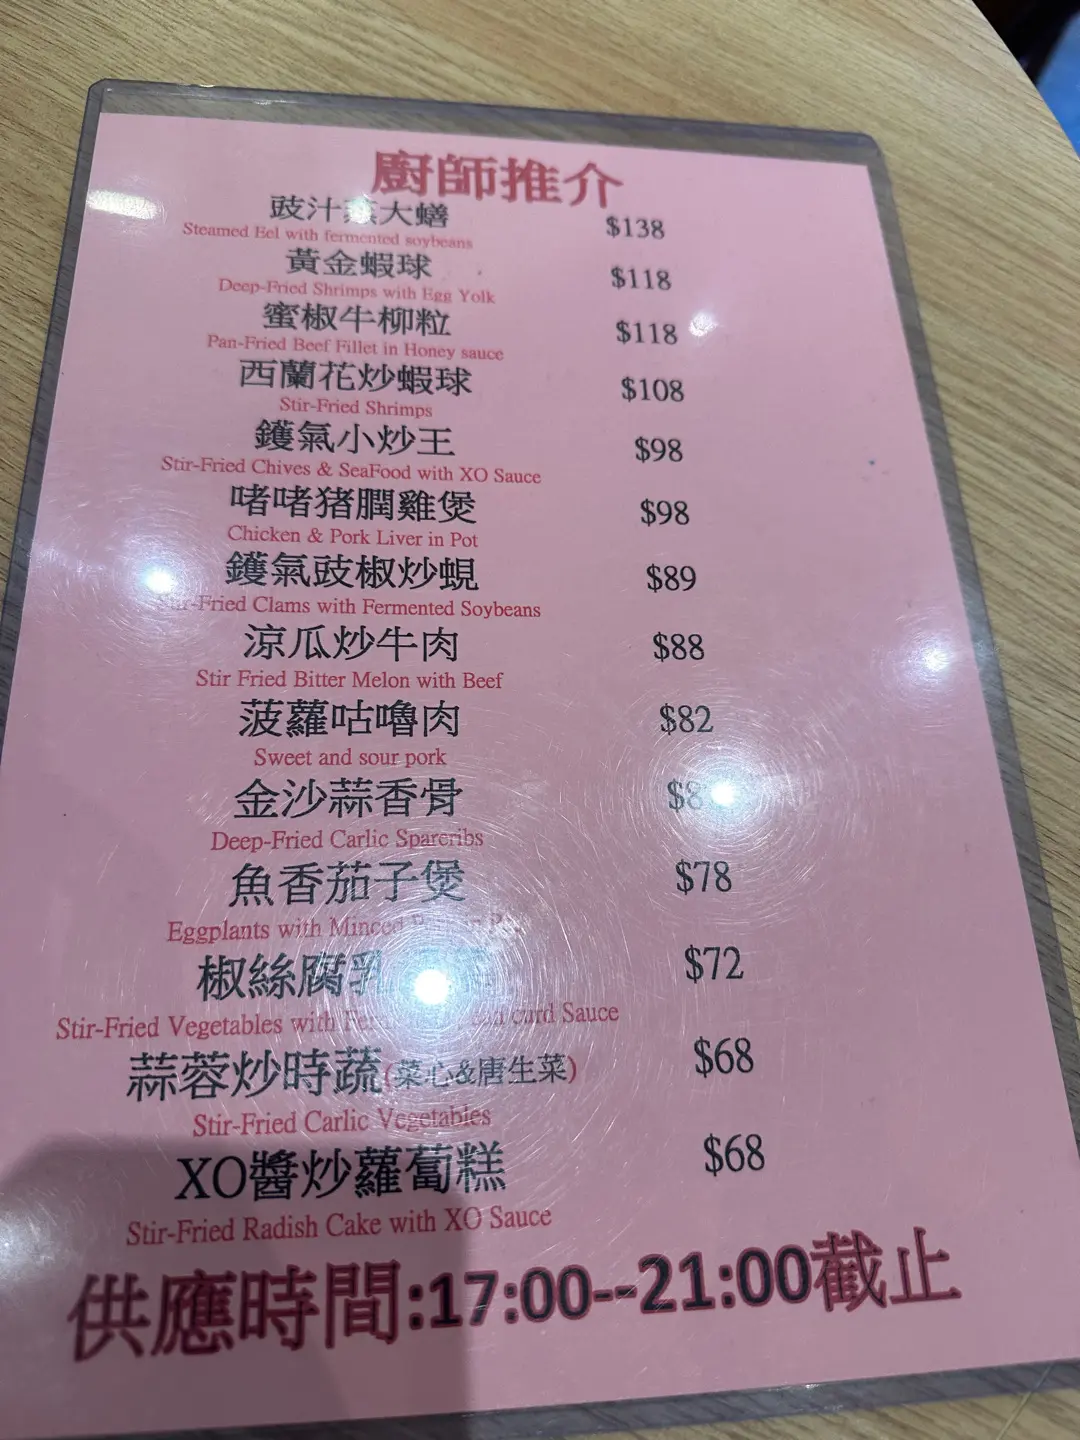 廚師推介
豉汁蒸大鱔 $138
Steamed Eel with fermented soybeans
黃金蝦球 $118
Deep-Fried Shrimps with Egg Yolk
蜜椒牛柳粒 $118
Pan-Fried Beef Fillet in Honey sauce
西蘭花炒蝦球 $108
Stir-Fried Shrimps
鑊氣小炒王 $98
Stir-Fried Chives & SeaFood with XO Sauce
啫啫猪膶雞煲 $98
Chicken & Pork Liver in Pot
鑊氣豉椒炒蜆 $89
Stir-Fried Clams with Fermented Soybeans
涼瓜炒牛肉 $88
Stir Fried Bitter Melon with Beef
菠蘿咕嚕肉 $82
Sweet and sour pork
金沙蒜香骨
Deep-Fried Garlic Spareribs
魚香茄子煲 $78
Eggplants with Minced
椒絲腐乳 $72
Stir-Fried Vegetables with curd Sauce
蒜蓉炒時蔬(菜心&唐生菜) $68
Stir-Fried Garlic Vegetables
XO醬炒蘿蔔糕 $68
Stir-Fried Radish Cake with XO Sauce
供應時間:17:00--21:00截止